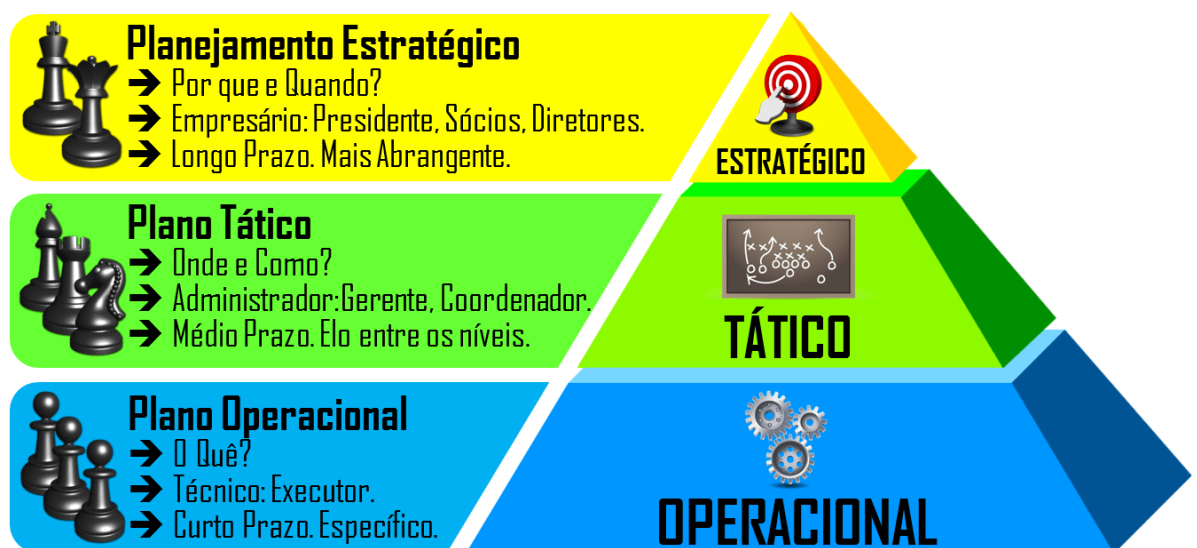 Planejamento Estratégico
➔ Por que e Quando?
➔ Empresário: Presidente, Sócios, Diretores.
➔ Longo Prazo. Mais Abrangente.
ESTRATÉGICO
Plano Tático
➔ Onde e Como?
➔ Administrador:Gerente, Coordenador.
➔ Médio Prazo. Elo entre os níveis.
TÁTICO
Plano Operacional
➔ O Quê?
➔ Técnico: Executor.
➔ Curto Prazo. Específico.
OPERACIONAL